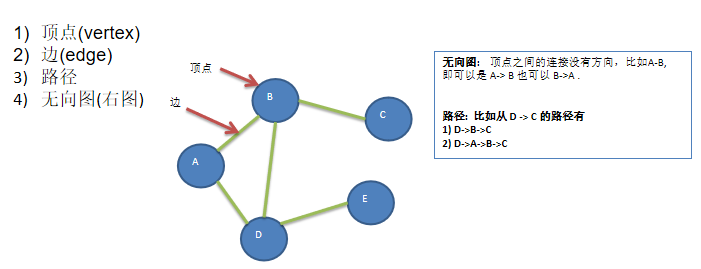 1) 顶点(vertex)
2) 边(edge)
3) 路径
4) 无向图(右图)
顶点
边
B
C
A
E
D
无向图: 顶点之间的连接没有方向，比如A-B,
即可以是 A-> B 也可以 B->A .
路径: 比如从 D -> C 的路径有
1) D->B->C
2) D->A->B->C